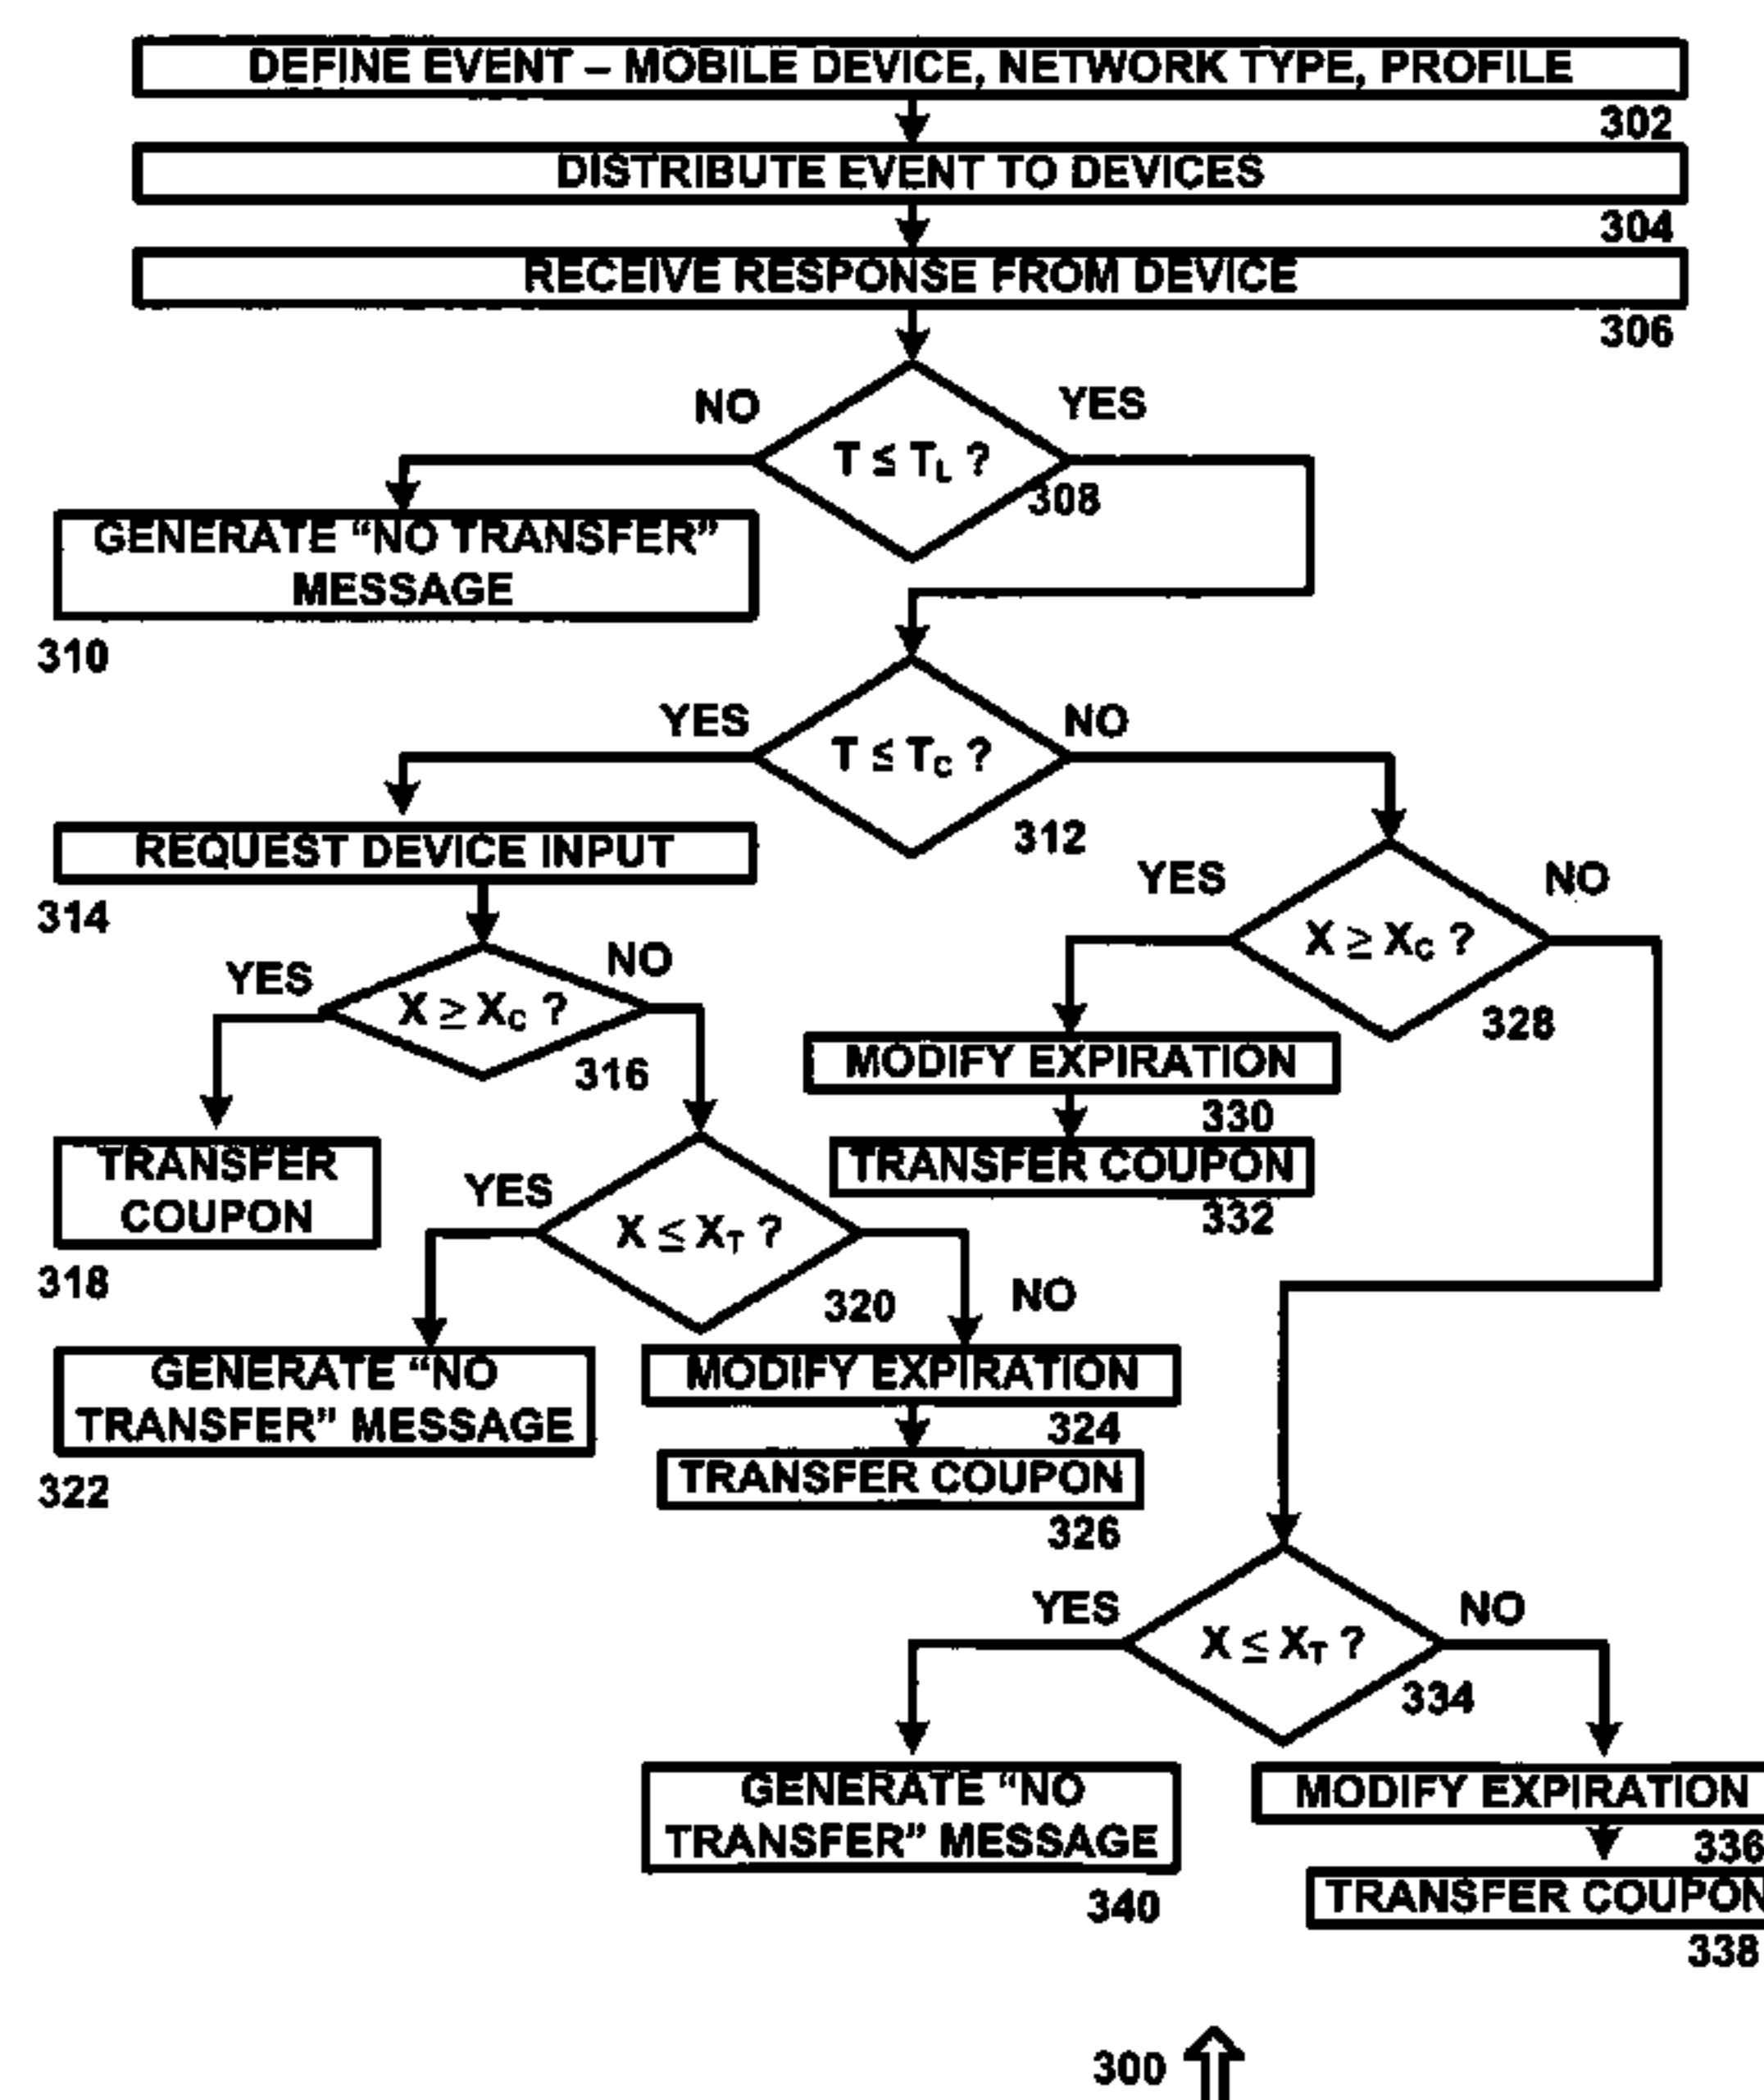 DEFINE EVENT – MOBILE DEVICE, NETWORK TYPE, PROFILE
302
DISTRIBUTE EVENT TO DEVICES
304
RECEIVE RESPONSE FROM DEVICE
306
NO
YES
T ≤ TL ?
308
GENERATE “NO TRANSFER”
MESSAGE
310
YES
NO
T ≤ TC ?
312
REQUEST DEVICE INPUT
314
YES
NO
X ≥ XC ?
328
YES
NO
X ≥ XC ?
316
MODIFY EXPIRATION
330
TRANSFER COUPON
332
TRANSFER
COUPON
318
YES
X ≤ XT ?
320
NO
GENERATE “NO
TRANSFER” MESSAGE
322
MODIFY EXPIRATION
324
TRANSFER COUPON
326
YES
NO
X ≤ XT ?
334
GENERATE “NO
TRANSFER” MESSAGE
340
MODIFY EXPIRATION
336
TRANSFER COUPON
338
300